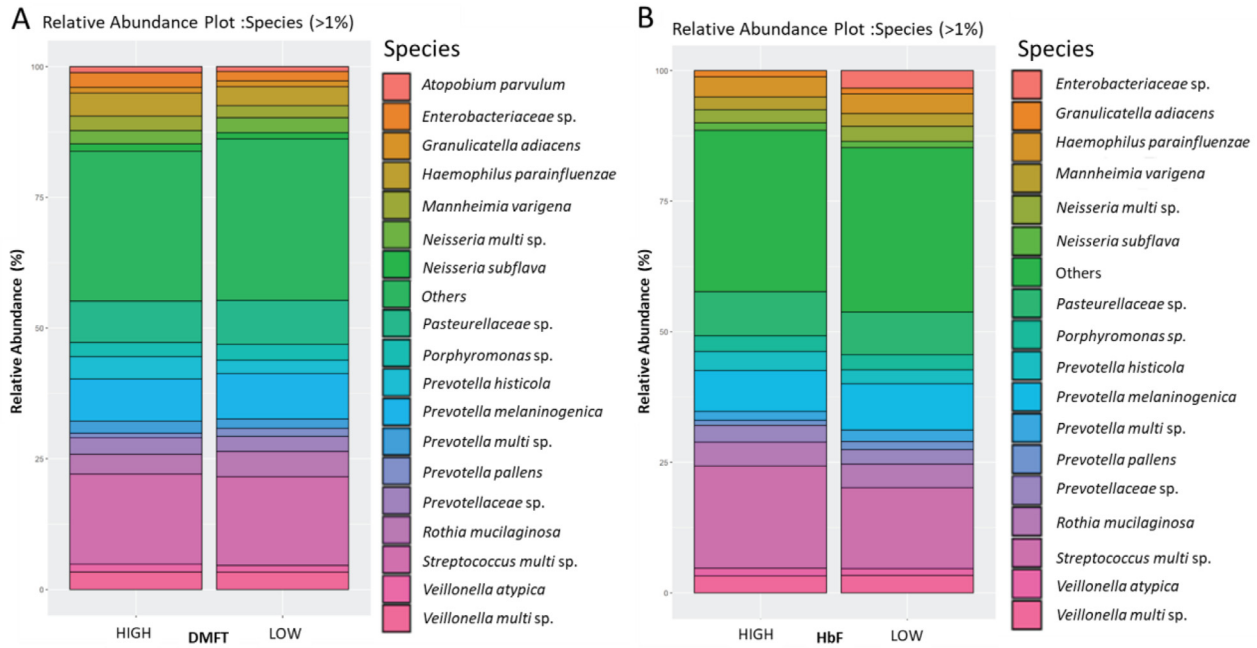 A
Relative Abundance Plot :Species (>1%)
Relative Abundance (%)
100
75
50
25
0
HIGH
DMFT
LOW
Species
Atopobium parvulum
Enterobacteriaceae sp.
Granulicatella adiacens
Haemophilus parainfluenzae
Mannheimia varigena
Neisseria multi sp.
Neisseria subflava
Others
Pasteurellaceae sp.
Porphyromonas sp.
Prevotella histicola
Prevotella melaninogenica
Prevotella multi sp.
Prevotella pallens
Prevotellaceae sp.
Rothia mucilaginosa
Streptococcus multi sp.
Veillonella atypica
Veillonella multi sp.
B
Relative Abundance Plot :Species (>1%)
Relative Abundance (%)
100
75
50
25
0
HIGH
HbF
LOW
Species
Enterobacteriaceae sp.
Granulicatella adiacens
Haemophilus parainfluenzae
Mannheimia varigena
Neisseria multi sp.
Neisseria subflava
Others
Pasteurellaceae sp.
Porphyromonas sp.
Prevotella histicola
Prevotella melaninogenica
Prevotella multi sp.
Prevotella pallens
Prevotellaceae sp.
Rothia mucilaginosa
Streptococcus multi sp.
Veillonella atypica
Veillonella multi sp.